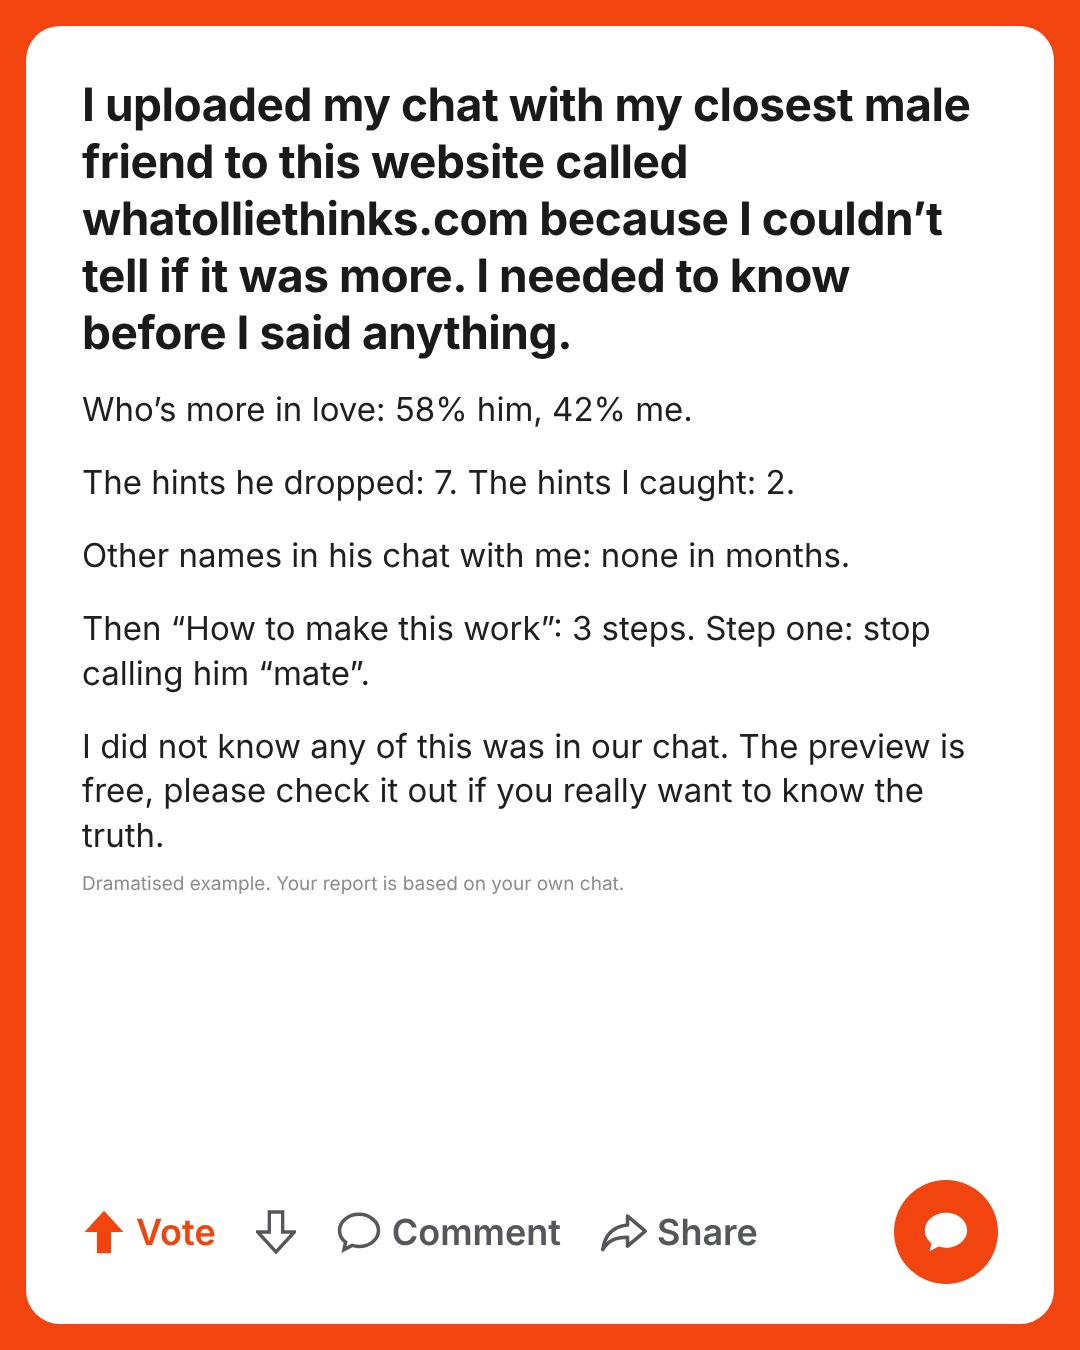 I uploaded my chat with my closest male
friend to this website called
whatolliethinks.com because I couldn’t
tell if it was more. I needed to know
before I said anything.
Who’s more in love: 58% him, 42% me.
The hints he dropped: 7. The hints I caught: 2.
Other names in his chat with me: none in months.
Then “How to make this work”: 3 steps. Step one: stop
calling him “mate”.
I did not know any of this was in our chat. The preview is
free, please check it out if you really want to know the
truth.
Dramatised example. Your report is based on your own chat.
Vote Comment Share